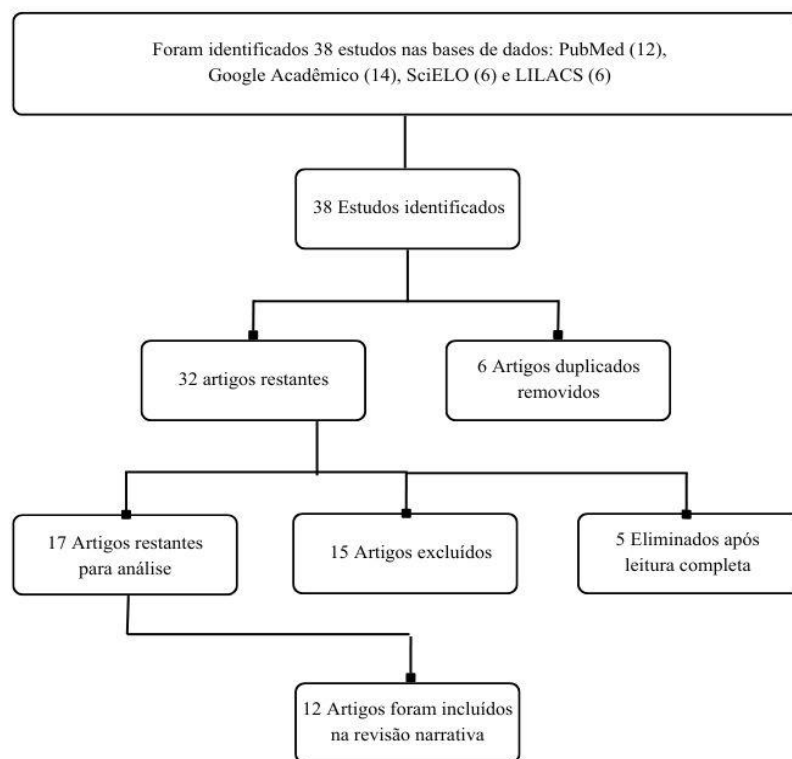 Foram identificados 38 estudos nas bases de dados: PubMed (12),
Google Acadêmico (14), SciELO (6) e LILACS (6)
38 Estudos identificados
32 artigos restantes
6 Artigos duplicados
removidos
17 Artigos restantes
para análise
15 Artigos excluídos
5 Eliminados após
leitura completa
12 Artigos foram incluídos
na revisão narrativa